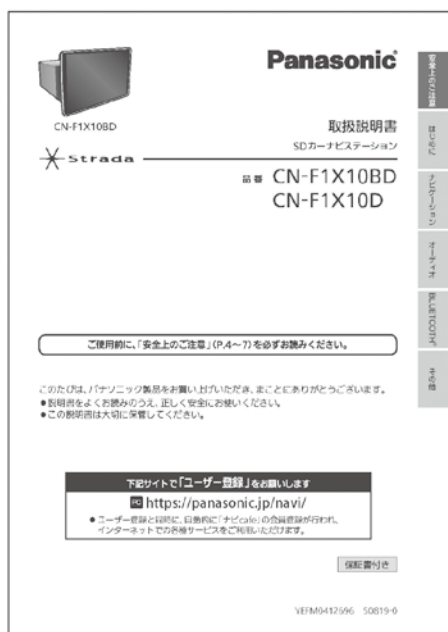 Panasonic
CN-F1X10BD
取扱説明書
SDカーナビステーション
Strada
品番 CN-F1X10BD
CN-F1X10D
ご使用前に、「安全上のご注意」(P.4～7)を必ずお読みください。
このたびは、パナソニック製品をお買い上げいただき、まことにありがとうございます。
●説明書をよくお読みのうえ、正しく安全にお使いください。
●この説明書は大切に保管してください。
下記サイトで「ユーザー登録」をお願いします
PC https://panasonic.jp/navi/
●ユーザー登録と同時に、自動的に「ナビcafe」の会員登録が行われ、
インターネットでの各種サービスをご利用いただけます。
保証書付き
YEFM0412696 S0819-0
安全上のご注意
はじめに
ナビゲーション
オーディオ
BLUETOOTH
その他